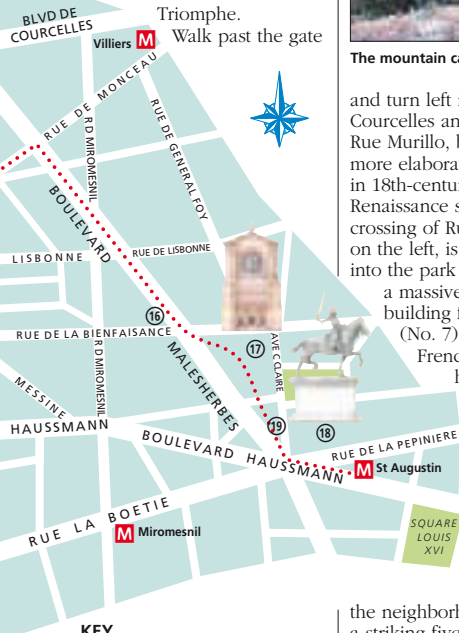 Triomphe.
Walk past the gate
BLVD DE
COURCELLES
Villiers M
RUE DE MONCEAU
R D MIROMESNIL
RUE DE GENERAL FOY
BOULEVARD
MALESHERBES
LISBONNE
RUE DE LISBONNE
16
RUE DE LA BIENFAISANCE
17
AVE C CLAIRE
R D MIROMESNIL
MESSINE
HAUSSMANN
19
18
BOULEVARD HAUSSMANN
RUE DE LA PEPINIERE
M St Augustin
RUE LA BOETIE
M Miromesnil
SQUARE
LOUIS
XVI
KEY
The mountain ca
and turn left
Courcelles an
Rue Murillo, b
more elabora
in 18th-centur
Renaissance s
crossing of Ru
on the left, is
into the park
a massive
building f
(No. 7)
Frenc
h
the neighborh
a striking five